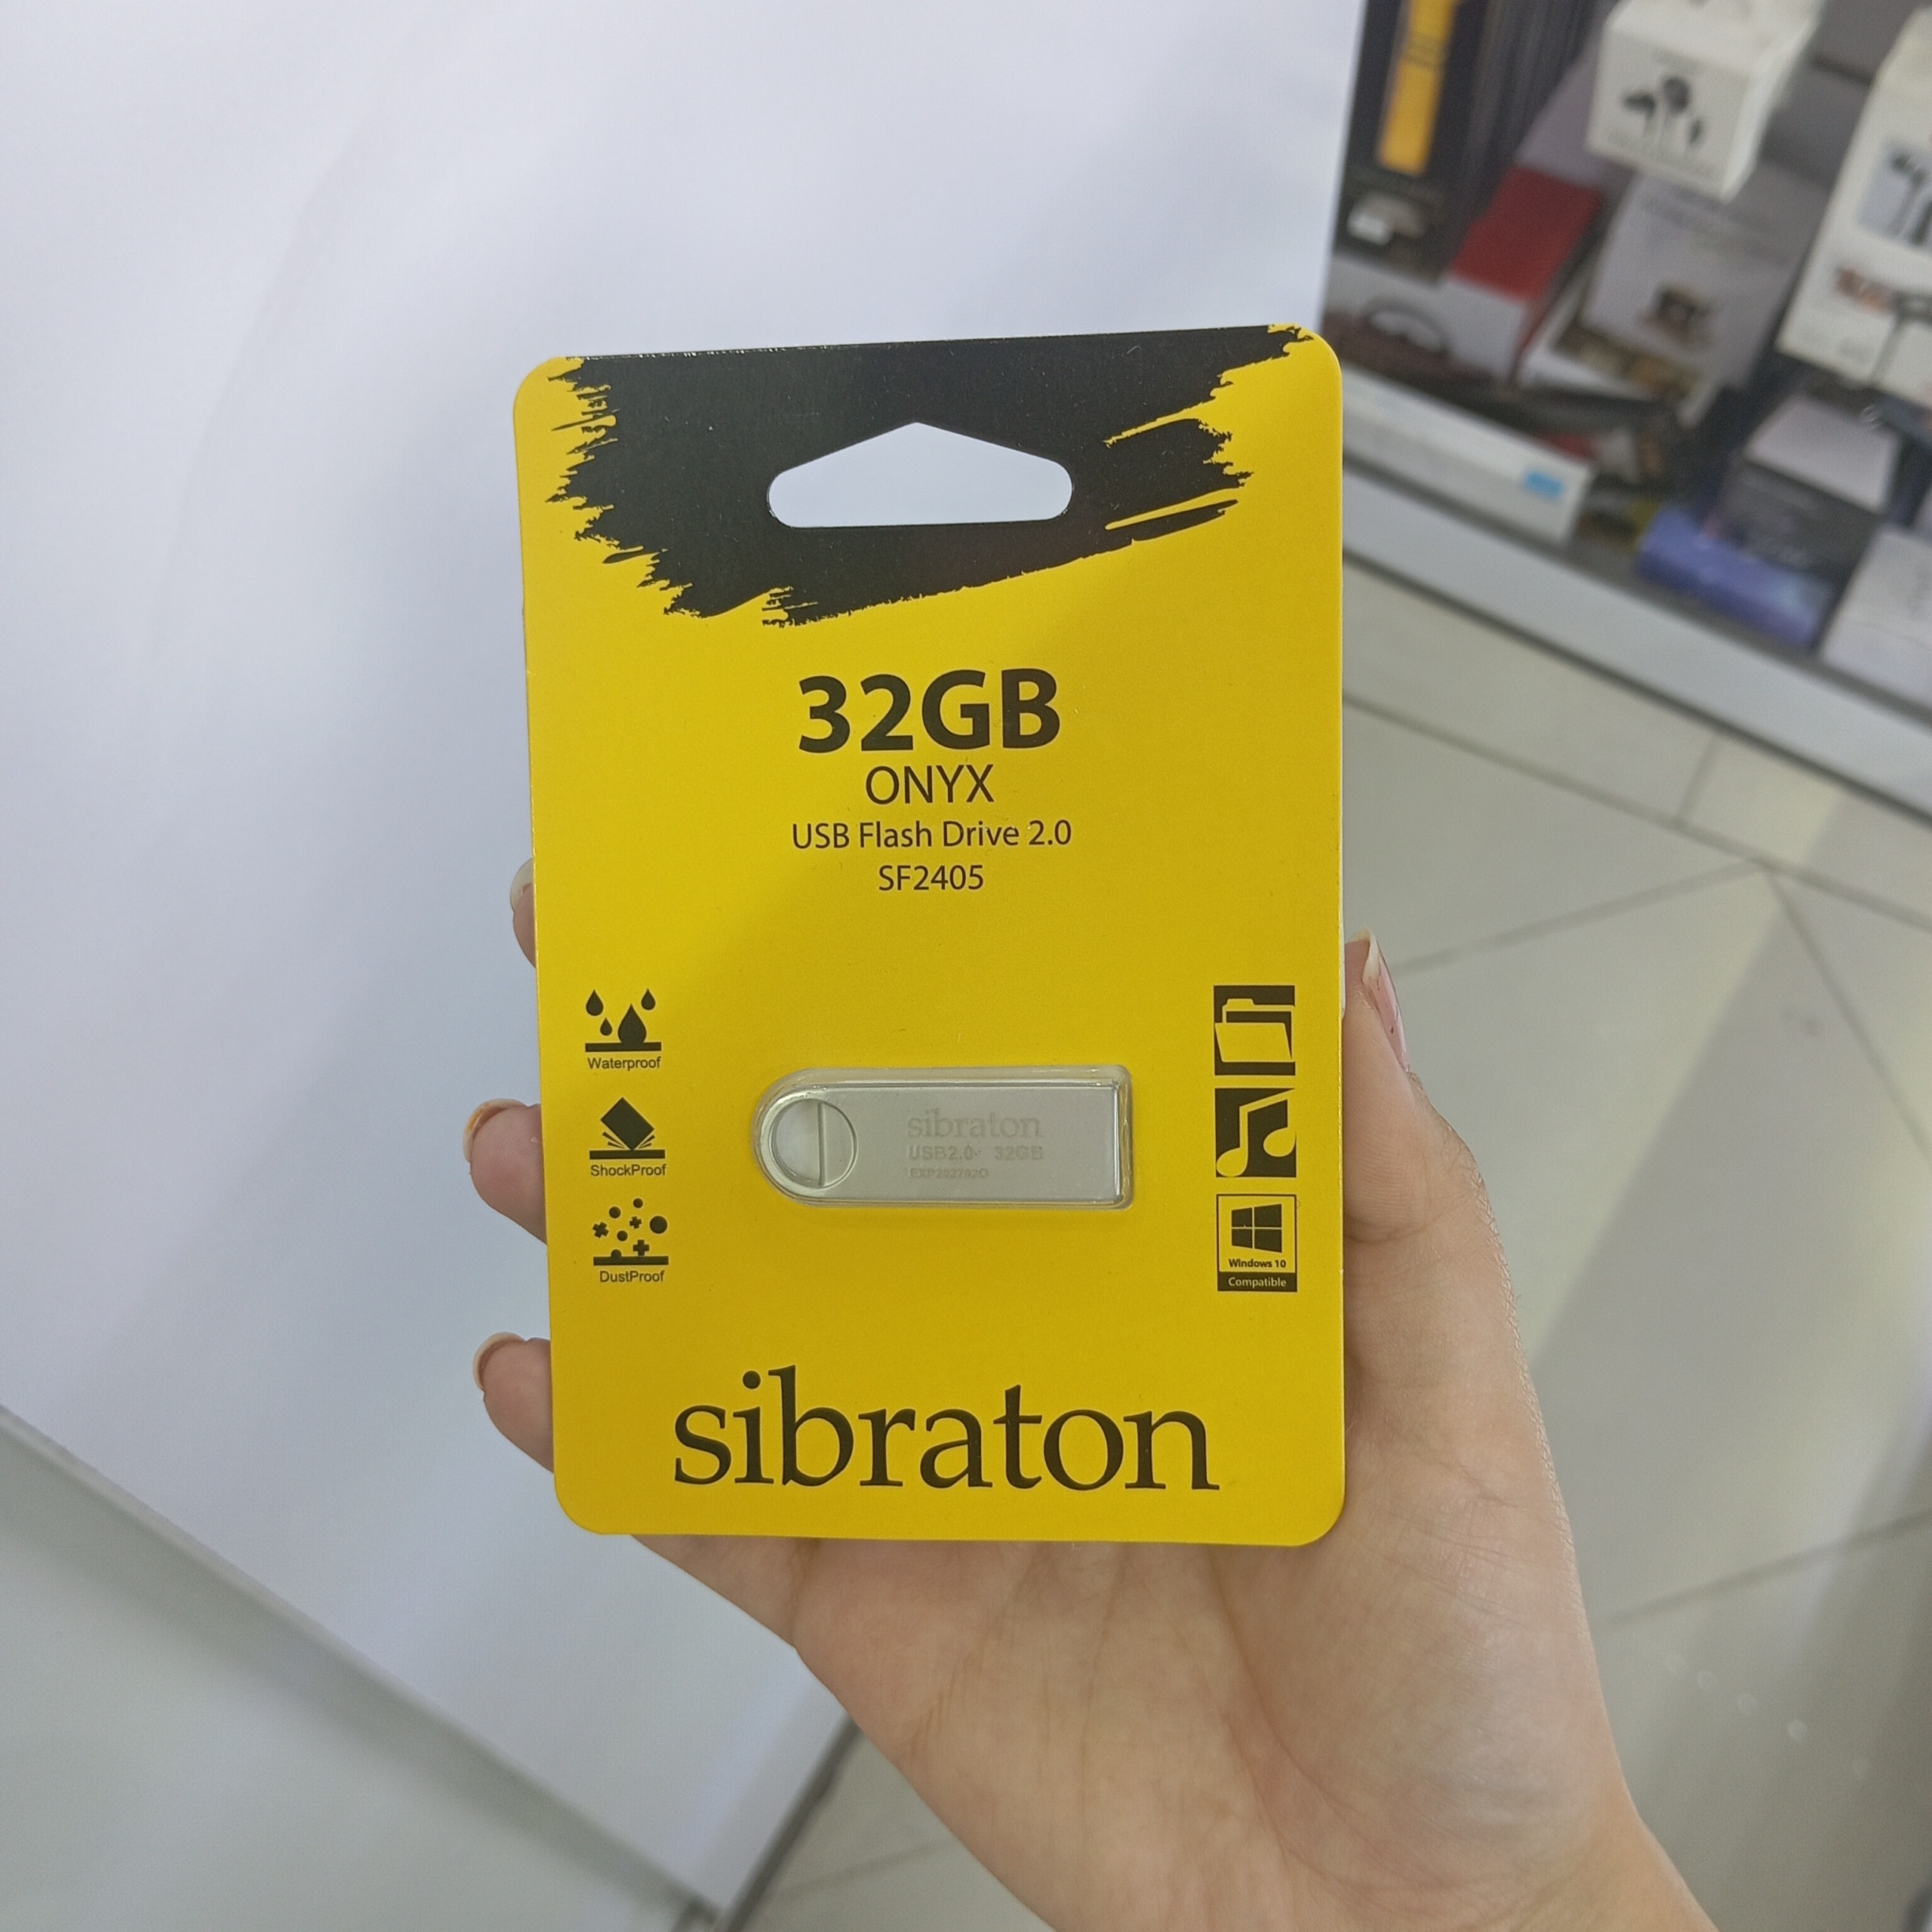 32GB
ONYX
USB Flash Drive 2.0
SF2405
Waterproof
ShockProof
DustProof
sibraton
USB2.0 32GB
Windows 10
Compatible
sibraton